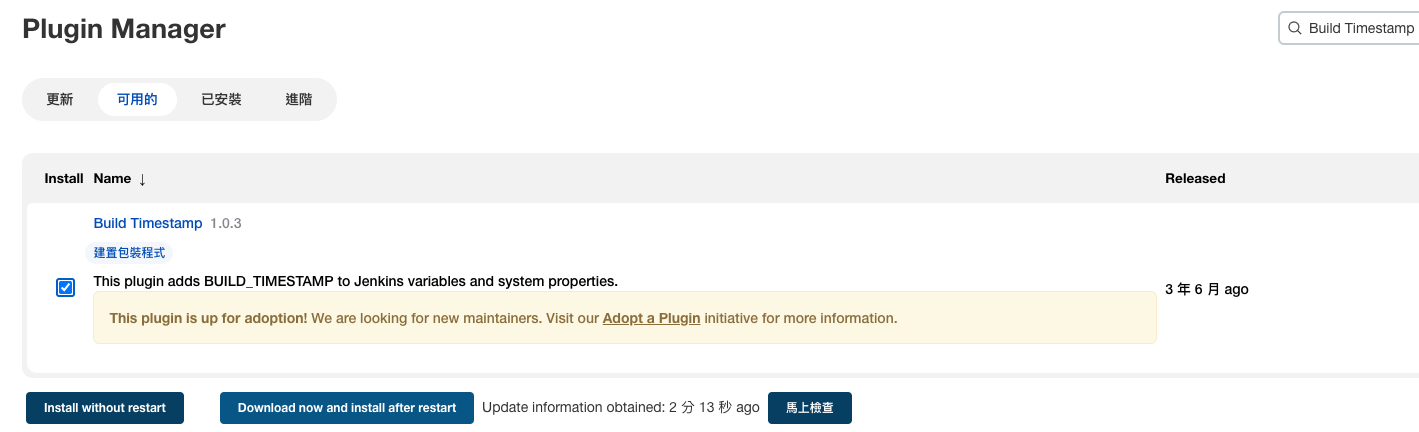 Plugin Manager
Build Timestamp
更新 可用的 已安裝 進階
Install Name ↓ Released
Build Timestamp 1.0.3
建置包裝程式
This plugin adds BUILD_TIMESTAMP to Jenkins variables and system properties.
3 年 6 月 ago
This plugin is up for adoption! We are looking for new maintainers. Visit our Adopt a Plugin initiative for more information.
Install without restart Download now and install after restart Update information obtained: 2 分 13 秒 ago 馬上檢查